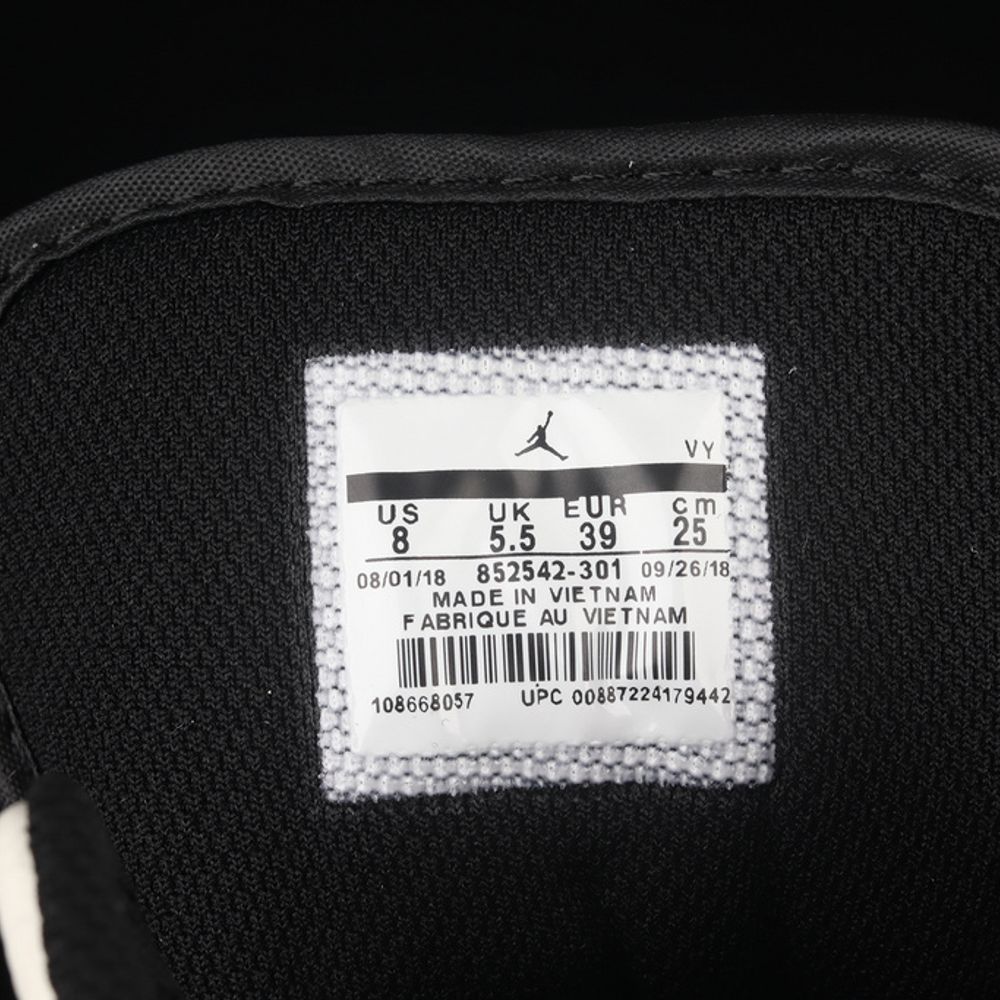 VY
US UK EUR cm
8 5.5 39 25
08/01/18 852542-301 09/26/18
MADE IN VIETNAM
FABRIQUE AU VIETNAM
108668057 UPC 00887224179442